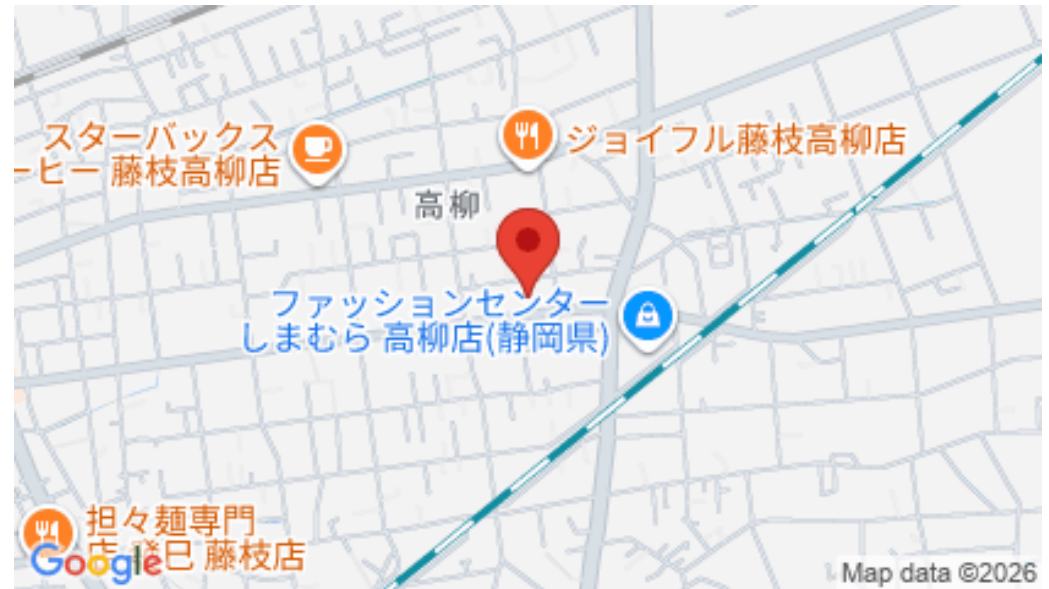 スターバックス
ーヒー 藤枝高柳店
ジョイフル藤枝高柳店
高柳
ファッションセンター
しまむら 高柳店(静岡県)
担々麺専門
店 巳 藤枝店
Google
Map data ©2026